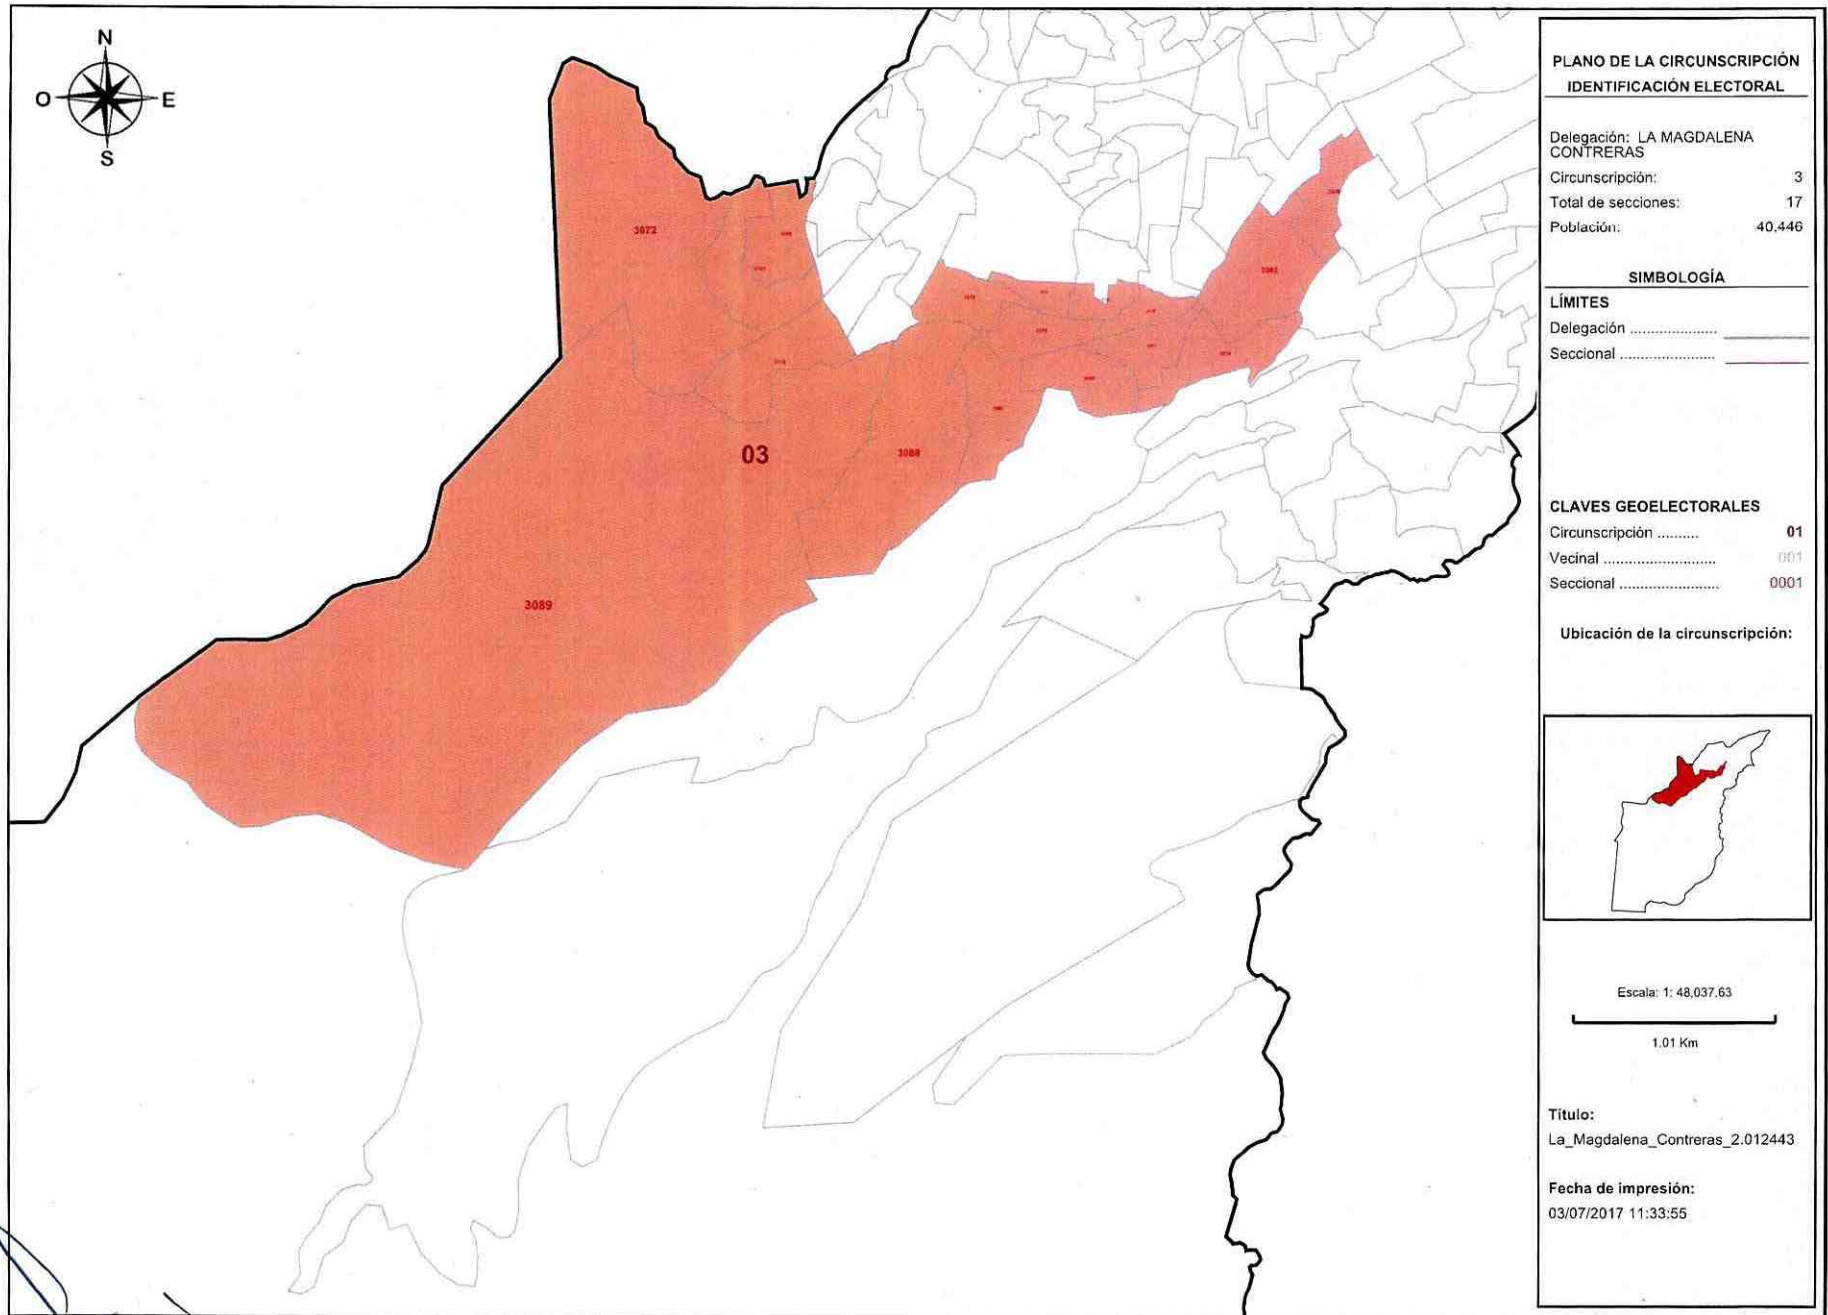 N
O
E
S
3072
03
3088
3089
PLANO DE LA CIRCUNSCRIPCIÓN
IDENTIFICACIÓN ELECTORAL
Delegación: LA MAGDALENA
CONTRERAS
Circunscripción: 3
Total de secciones: 17
Población: 40,446
SIMBOLOGÍA
LÍMITES
Delegación ....................
Seccional ......................
CLAVES GEOELECTORALES
Circunscripción .......... 01
Vecinal .......................... 001
Seccional ....................... 0001
Ubicación de la circunscripción:
Escala: 1: 48,037.63
1.01 Km
Título:
La_Magdalena_Contreras_2.012443
Fecha de impresión:
03/07/2017 11:33:55